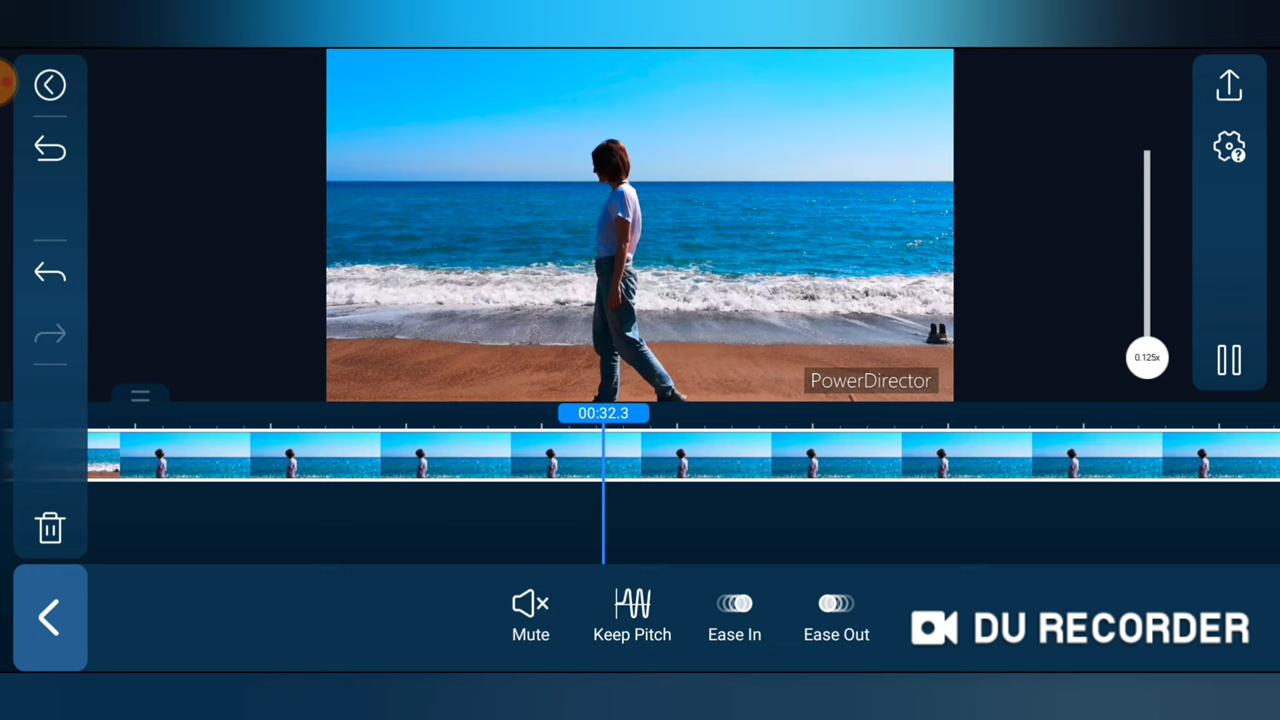 0.125x
PowerDirector
00:32.3
Mute
Keep Pitch
Ease In
Ease Out
DU RECORDER